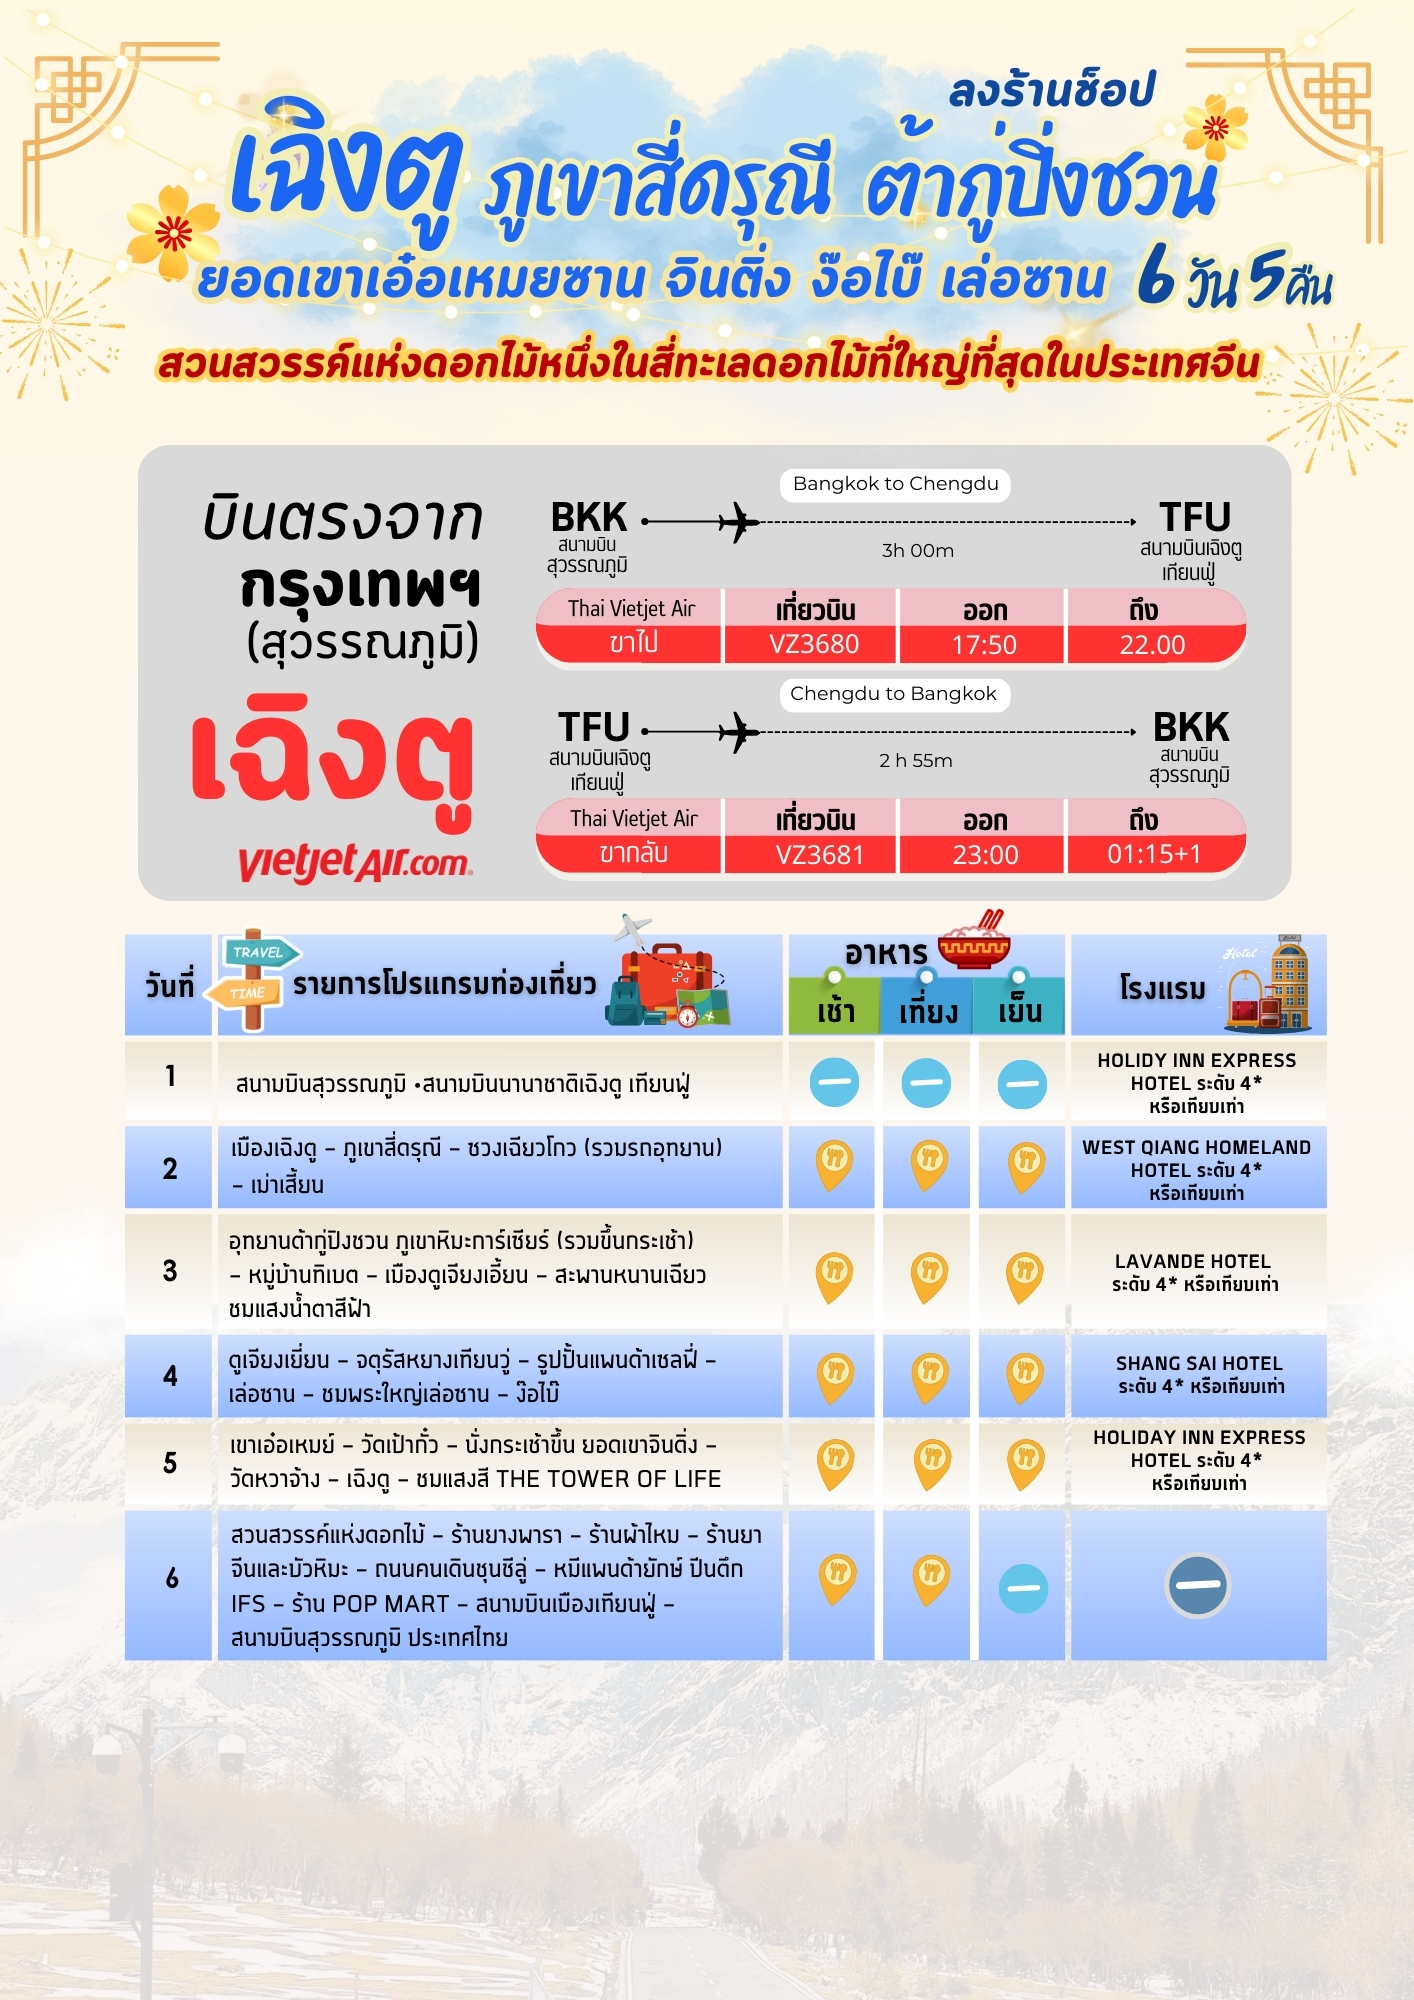 ลงร้านช็อป
เฉิงตู ภูเขาสี่ดรุณี ต๋ากู่ปิงชวน
ยอดเขาเอ๋อเหมยซาน จินติ่ง ง๊อไบ๊ เล่อซาน 6 วัน 5 คืน
สวนสวรรค์แห่งดอกไม้หนึ่งในสี่ทะเลดอกไม้ที่ใหญ่ที่สุดในประเทศจีน
บินตรงจาก
กรุงเทพฯ
(สุวรรณภูมิ)
เฉิงตู
vietjetAir.com
Bangkok to Chengdu
BKK
TFU
สนามบิน
สุวรรณภูมิ
3h 00m
สนามบินเฉิงตู
เทียนฟู่
Thai Vietjet Air เที่ยวบิน ออก ถึง
ขาไป VZ3680 17:50 22.00
Chengdu to Bangkok
TFU
BKK
สนามบินเฉิงตู
เทียนฟู่
2 h 55m
สนามบิน
สุวรรณภูมิ
Thai Vietjet Air เที่ยวบิน ออก ถึง
ขากลับ VZ3681 23:00 01:15+1
วันที่
TRAVEL
TIME
รายการโปรแกรมท่องเที่ยว
อาหาร
เช้า เที่ยง เย็น
Hotel
โรงแรม
1
สนามบินสุวรรณภูมิ •สนามบินนานาชาติเฉิงตู เทียนฟู่
HOLIDY INN EXPRESS
HOTEL ระดับ 4*
หรือเทียบเท่า
2
เมืองเฉิงตู – ภูเขาสี่ดรุณี – ซวงเฉียวโกว (รวมรถอุทยาน)
– เม่าเสี้ยน
WEST QIANG HOMELAND
HOTEL ระดับ 4*
หรือเทียบเท่า
3
อุทยานต๋ากู่ปิงชวน ภูเขาหิมะการ์เซียร์ (รวมขึ้นกระเช้า)
– หมู่บ้านทิเบต – เมืองตูเจียงเอี้ยน – สะพานหนานเฉียว
ชมแสงน้ำตาสีฟ้า
LAVANDE HOTEL
ระดับ 4* หรือเทียบเท่า
4
ตูเจียงเยี่ยน – จตุรัสหยางเทียนวู่ – รูปปั้นแพนด้าเซลฟี่ –
เล่อซาน – ชมพระใหญ่เล่อซาน – ง๊อไบ๊
SHANG SAI HOTEL
ระดับ 4* หรือเทียบเท่า
5
เขาเอ๋อเหมย์ – วัดเป้ากั๋ว – นั่งกระเช้าขึ้น ยอดเขาจินติ่ง –
วัดหวาจ้าง – เฉิงตู – ชมแสงสี THE TOWER OF LIFE
HOLIDAY INN EXPRESS
HOTEL ระดับ 4*
หรือเทียบเท่า
6
สวนสวรรค์แห่งดอกไม้ – ร้านยางพารา – ร้านผ้าไหม – ร้านยา
จีนและบัวหิมะ – ถนนคนเดินชุนซีลู่ – หมีแพนด้ายักษ์ ปีนตึก
IFS – ร้าน POP MART – สนามบินเมืองเทียนฟู่ –
สนามบินสุวรรณภูมิ ประเทศไทย